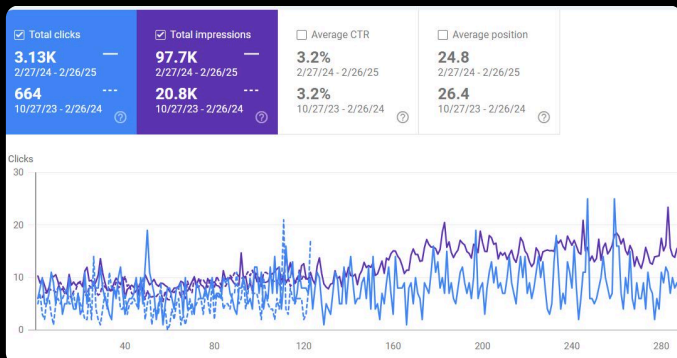 Total clicks
3.13K
2/27/24 - 2/26/25
664
10/27/23 - 2/26/24
Total impressions
97.7K
2/27/24 - 2/26/25
20.8K
10/27/23 - 2/26/24
Average CTR
3.2%
2/27/24 - 2/26/25
3.2%
10/27/23 - 2/26/24
Average position
24.8
2/27/24 - 2/26/25
26.4
10/27/23 - 2/26/24
Clicks
30
20
10
0
40
80
120
160
200
240
280